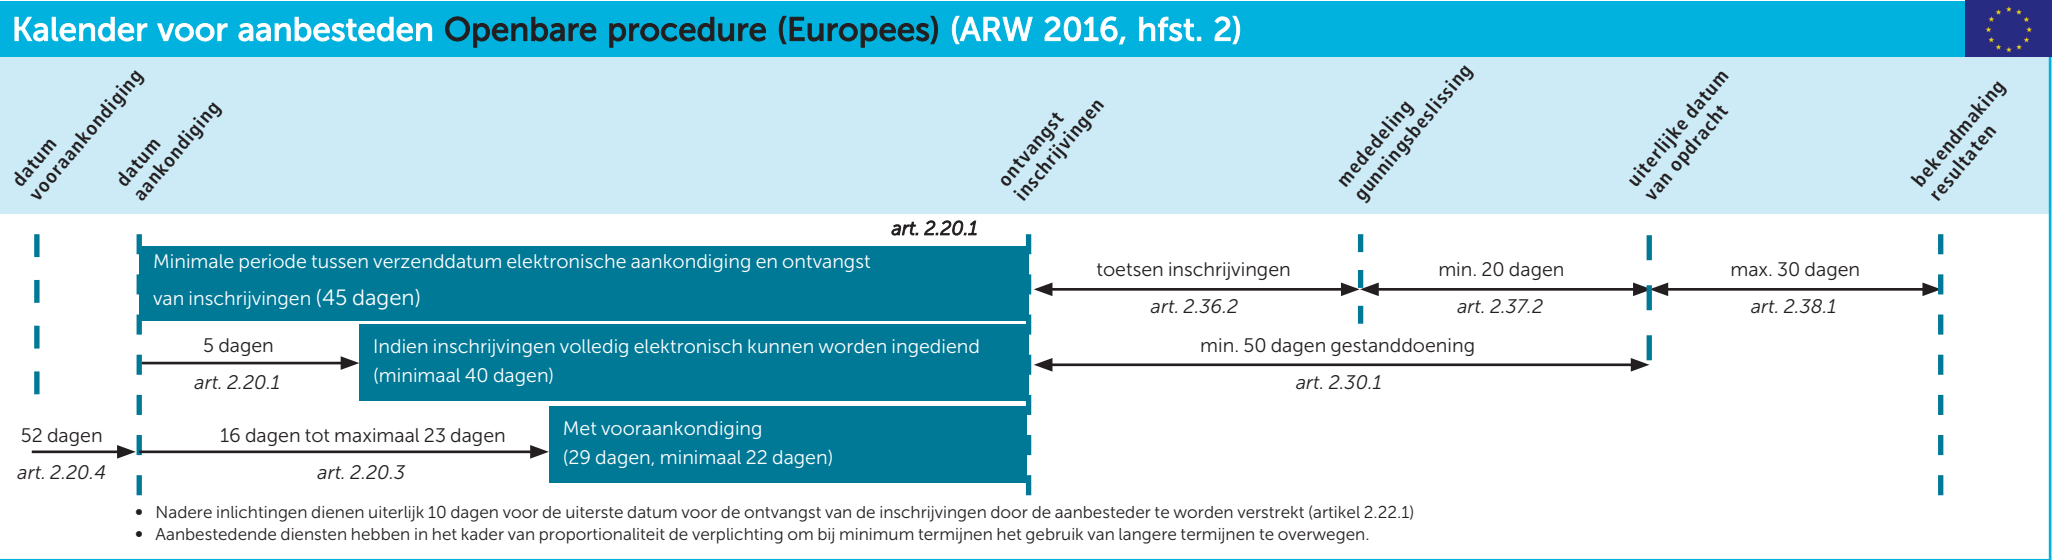 Kalender voor aanbesteden Openbare procedure (Europees) (ARW 2016, hfst. 2)
datum
vooraankondiging
datum
aankondiging
ontvangst
inschrijvingen
mededeling
gunningsbeslissing
uiterlijke datum
van opdracht
bekendmaking
resultaten
art. 2.20.1
Minimale periode tussen verzenddatum elektronische aankondiging en ontvangst
van inschrijvingen (45 dagen)
toetsen inschrijvingen
art. 2.36.2
min. 20 dagen
art. 2.37.2
max. 30 dagen
art. 2.38.1
5 dagen
art. 2.20.1
Indien inschrijvingen volledig elektronisch kunnen worden ingediend
(minimaal 40 dagen)
min. 50 dagen gestanddoening
art. 2.30.1
52 dagen
art. 2.20.4
16 dagen tot maximaal 23 dagen
art. 2.20.3
Met vooraankondiging
(29 dagen, minimaal 22 dagen)
• Nadere inlichtingen dienen uiterlijk 10 dagen voor de uiterste datum voor de ontvangst van de inschrijvingen door de aanbesteder te worden verstrekt (artikel 2.22.1)
• Aanbestedende diensten hebben in het kader van proportionaliteit de verplichting om bij minimum termijnen het gebruik van langere termijnen te overwegen.